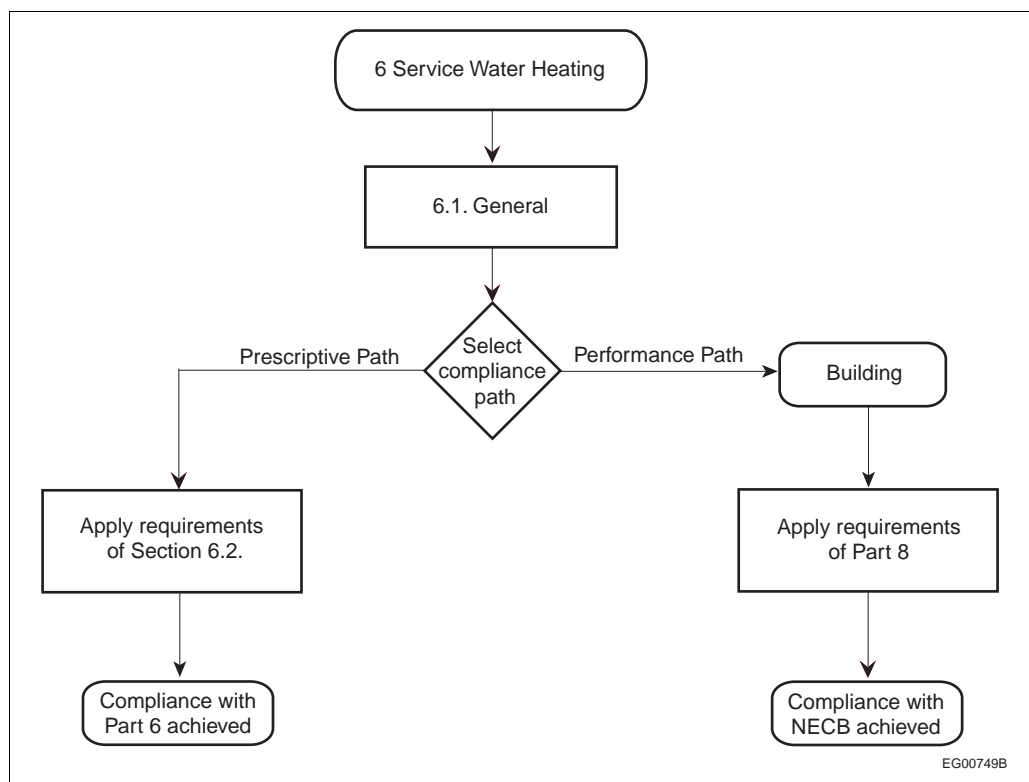 6 Service Water Heating
6.1. General
Select
compliance
path
Prescriptive Path
Performance Path
Building
Apply requirements
of Section 6.2.
Apply requirements
of Part 8
Compliance with
Part 6 achieved
Compliance with
NECB achieved
EG00749B